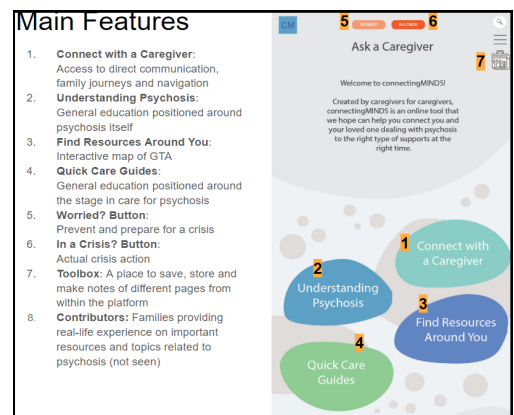 Main Features
1. Connect with a Caregiver:
Access to direct communication,
family journeys and navigation
2. Understanding Psychosis:
General education positioned around
psychosis itself
3. Find Resources Around You:
Interactive map of GTA
4. Quick Care Guides:
General education positioned around
the stage in care for psychosis
5. Worried? Button:
Prevent and prepare for a crisis
6. In a Crisis? Button:
Actual crisis action
7. Toolbox: A place to save, store and
make notes of different pages from
within the platform
8. Contributors: Families providing
real-life experience on important
resources and topics related to
psychosis (not seen)
CM
5
WORRIED?
IN A CRISIS?
6
Ask a Caregiver
7
Welcome to connectingMINDS!
Created by caregivers for caregivers,
connectingMINDS is an online tool that
we hope can help you connect you and
your loved one dealing with psychosis
to the right type of supports at the
right time.
1
Connect with
a Caregiver
2
Understanding
Psychosis
3
Find Resources
Around You
4
Quick Care
Guides